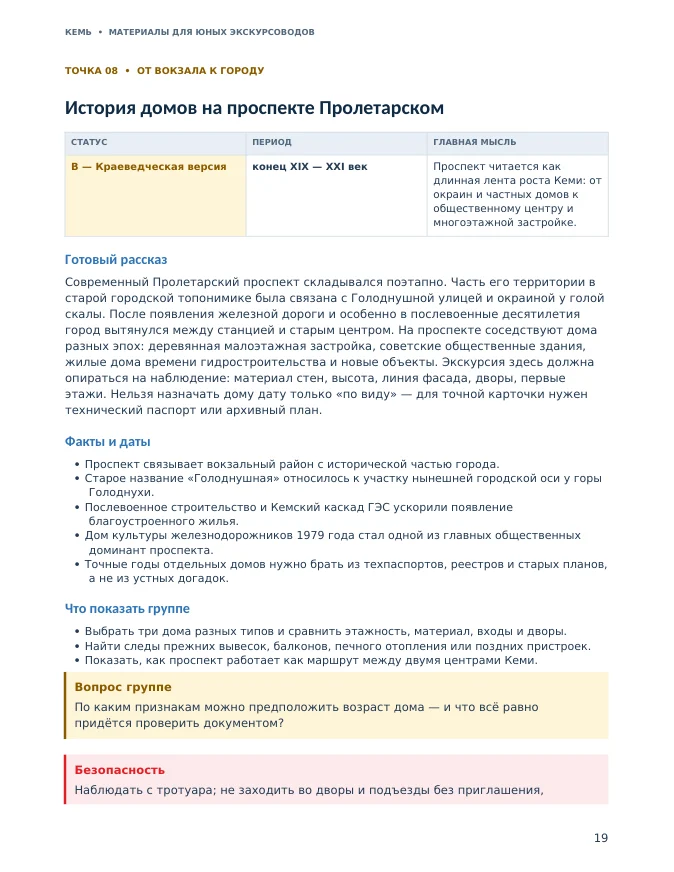 КЕМЬ • МАТЕРИАЛЫ ДЛЯ ЮНЫХ ЭКСКУРСОВОДОВ
ТОЧКА 08 • ОТ ВОКЗАЛА К ГОРОДУ
История домов на проспекте Пролетарском
СТАТУС
ПЕРИОД
ГЛАВНАЯ МЫСЛЬ
В — Краеведческая версия
конец XIX — XXI век
Проспект читается как
длинная лента роста Кеми: от
окраин и частных домов к
общественному центру и
многоэтажной застройке.
Готовый рассказ
Современный Пролетарский проспект складывался поэтапно. Часть его территории в
старой городской топонимике была связана с Голоднушной улицей и окраиной у голой
скалы. После появления железной дороги и особенно в послевоенные десятилетия
город вытянулся между станцией и старым центром. На проспекте соседствуют дома
разных эпох: деревянная малоэтажная застройка, советские общественные здания,
жилые дома времени гидростроительства и новые объекты. Экскурсия здесь должна
опираться на наблюдение: материал стен, высота, линия фасада, дворы, первые
этажи. Нельзя назначать дому дату только «по виду» — для точной карточки нужен
технический паспорт или архивный план.
Факты и даты
• Проспект связывает вокзальный район с исторической частью города.
• Старое название «Голоднушная» относилось к участку нынешней городской оси у горы
Голоднухи.
• Послевоенное строительство и Кемский каскад ГЭС ускорили появление
благоустроенного жилья.
• Дом культуры железнодорожников 1979 года стал одной из главных общественных
доминант проспекта.
• Точные годы отдельных домов нужно брать из техпаспортов, реестров и старых планов,
а не из устных догадок.
Что показать группе
• Выбрать три дома разных типов и сравнить этажность, материал, входы и дворы.
• Найти следы прежних вывесок, балконов, печного отопления или поздних пристроек.
• Показать, как проспект работает как маршрут между двумя центрами Кеми.
Вопрос группе
По каким признакам можно предположить возраст дома — и что всё равно
придётся проверить документом?
Безопасность
Наблюдать с тротуара; не заходить во дворы и подъезды без приглашения,
19